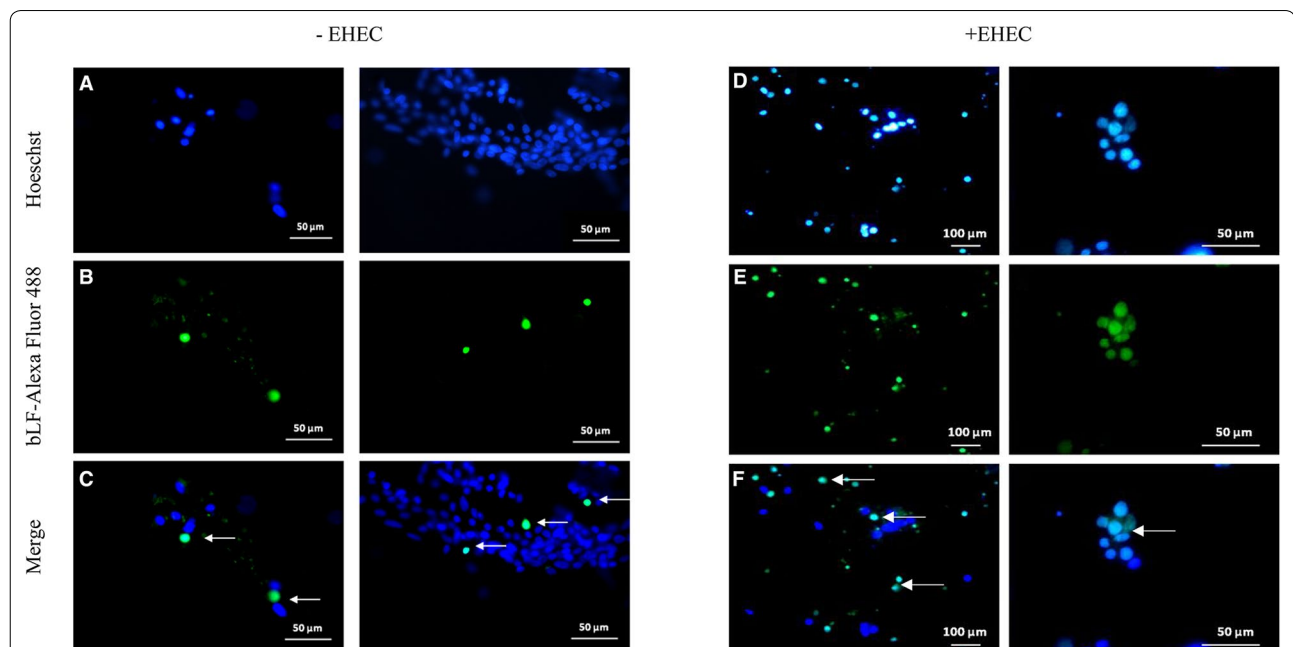 - EHEC
+EHEC
Hoeschst
A
50 µm
50 µm
D
100 µm
50 µm
bLF-Alexa Fluor 488
B
50 µm
50 µm
E
100 µm
50 µm
Merge
C
50 µm
50 µm
F
100 µm
50 µm